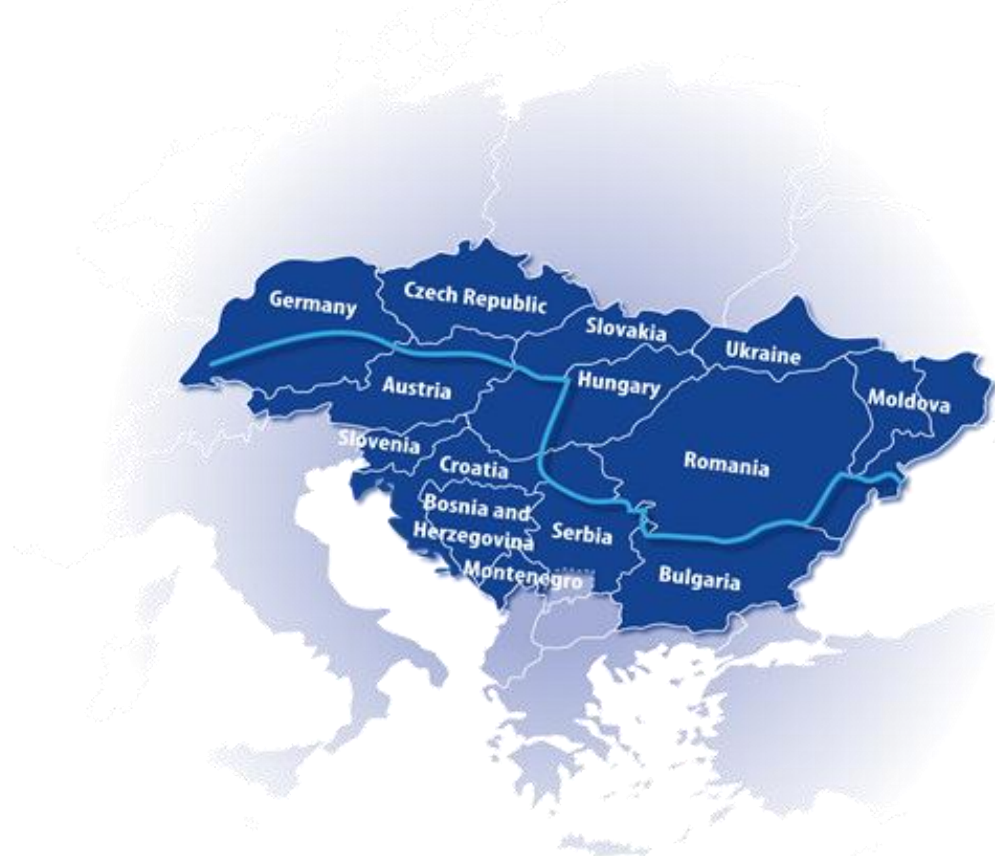 Germany
Czech Republic
Slovakia
Ukraine
Austria
Hungary
Moldova
Slovenia
Croatia
Romania
Bosnia and
Herzegovina
Serbia
Montenegro
Bulgaria